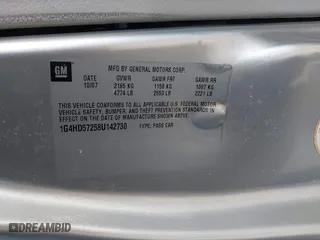 GM
MFD BY GENERAL MOTORS CORP.
DATE GVWR GAWR FRT GAWR RR
10/07 2165 KG 1158 KG 1007 KG
4774 LB 2553 LB 2221 LB
THIS VEHICLE CONFORMS TO ALL APPLICABLE U.S. FEDERAL
VEHICLE SAFETY, BUMPER, AND THEFT PREVENTION STANDARDS
IN EFFECT ON THE DATE OF MANUFACTURE SHOWN ABOVE.
1G4HD57258U142730 TYPE: PASS CAR
AUTOHELPERBOT.COM